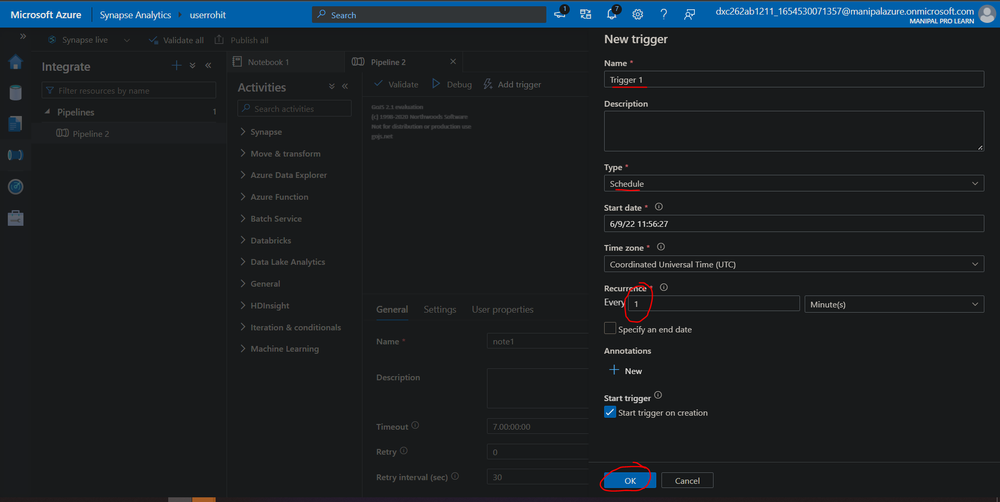 Microsoft Azure
Synapse Analytics
userrohit
Search
1
7
dxc262ab1211_1654530071357@manipalazure.onmicrosoft.com
MANIPAL PRO LEARN
Synapse live
Validate all
Publish all
Integrate
Filter resources by name
Pipelines
1
Pipeline 2
Notebook 1
Pipeline 2
Activities
Search activities
Synapse
Move & transform
Azure Data Explorer
Azure Function
Batch Service
Databricks
Data Lake Analytics
General
HDInsight
Iteration & conditionals
Machine Learning
Validate
Debug
Add trigger
GoJS 2.1 evaluation
(c) 1998-2020 Northwoods Software
Not for distribution or production use
gojs.net
General
Settings
User properties
Name *
note1
Description
Timeout
7.00:00:00
Retry
0
Retry interval (sec)
30
New trigger
Name *
Trigger 1
Description
Type *
Schedule
Start date *
6/9/22 11:56:27
Time zone *
Coordinated Universal Time (UTC)
Recurrence *
Every
1
Minute(s)
Specify an end date
Annotations
New
Start trigger
Start trigger on creation
OK
Cancel